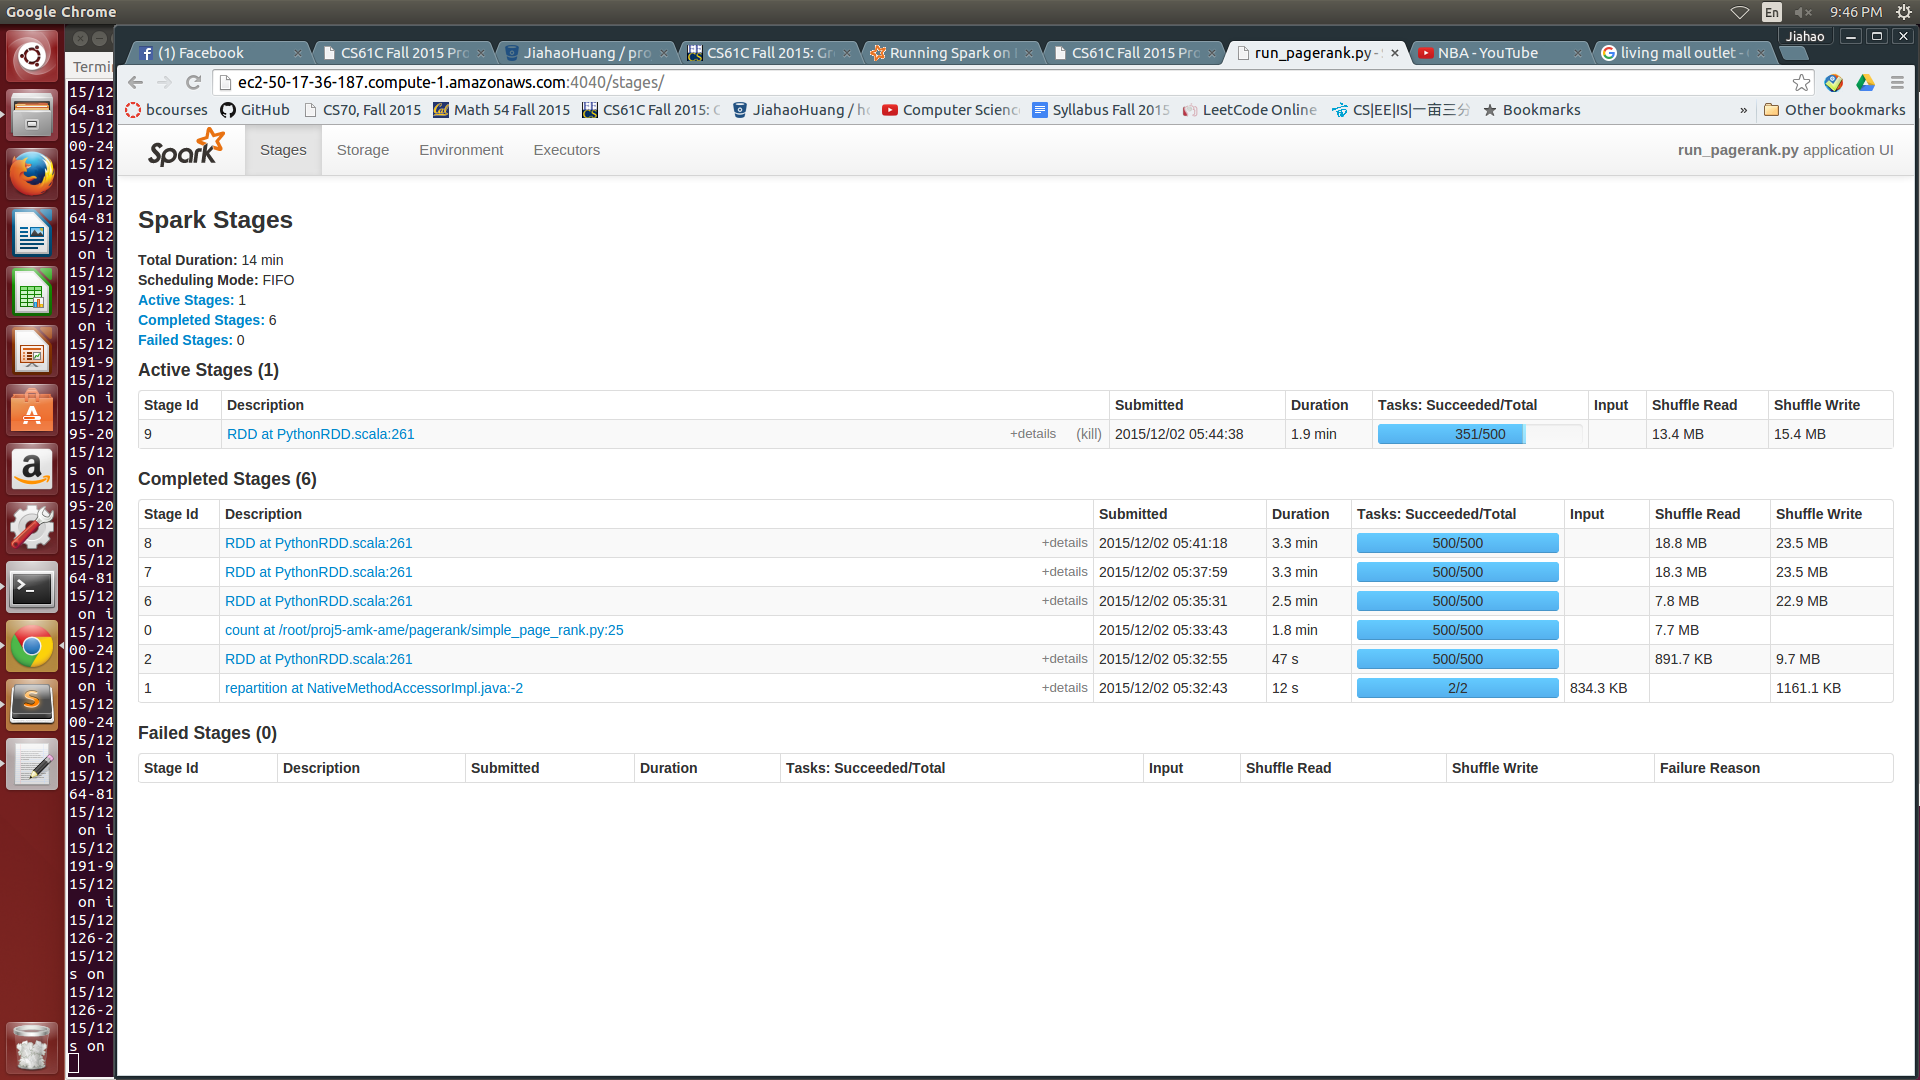 Google Chrome
En
9:46 PM
(1) Facebook
CS61C Fall 2015 Pro
JiahaoHuang / pro
CS61C Fall 2015: Gr
Running Spark on
CS61C Fall 2015 Pro
run_pagerank.py -
NBA - YouTube
living mall outlet -
Jiahao
Termi
ec2-50-17-36-187.compute-1.amazonaws.com:4040/stages/
bcourses
GitHub
CS70, Fall 2015
Math 54 Fall 2015
CS61C Fall 2015: C
JiahaoHuang / ho
Computer Scienc
Syllabus Fall 2015
LeetCode Online
CS|EE|IS|一亩三分
Bookmarks
»
Other bookmarks
15/12
64-81
15/12
00-24
15/12
on i
15/12
64-81
15/12
on i
15/12
191-9
15/12
on i
15/12
191-9
15/12
on i
15/12
95-20
15/12
s on
15/12
95-20
15/12
s on
15/12
64-81
15/12
on i
15/12
00-24
15/12
on i
15/12
00-24
15/12
on i
15/12
64-81
15/12
on i
15/12
191-9
15/12
on i
15/12
126-2
15/12
s on
15/12
126-2
15/12
s on
Spark
Stages
Storage
Environment
Executors
run_pagerank.py application UI
Spark Stages
Total Duration: 14 min
Scheduling Mode: FIFO
Active Stages: 1
Completed Stages: 6
Failed Stages: 0
Active Stages (1)
Stage Id Description Submitted Duration Tasks: Succeeded/Total Input Shuffle Read Shuffle Write
9 RDD at PythonRDD.scala:261 +details (kill) 2015/12/02 05:44:38 1.9 min 351/500 13.4 MB 15.4 MB
Completed Stages (6)
Stage Id Description Submitted Duration Tasks: Succeeded/Total Input Shuffle Read Shuffle Write
8 RDD at PythonRDD.scala:261 +details 2015/12/02 05:41:18 3.3 min 500/500 18.8 MB 23.5 MB
7 RDD at PythonRDD.scala:261 +details 2015/12/02 05:37:59 3.3 min 500/500 18.3 MB 23.5 MB
6 RDD at PythonRDD.scala:261 +details 2015/12/02 05:35:31 2.5 min 500/500 7.8 MB 22.9 MB
0 count at /root/proj5-amk-ame/pagerank/simple_page_rank.py:25 2015/12/02 05:33:43 1.8 min 500/500 7.7 MB
2 RDD at PythonRDD.scala:261 +details 2015/12/02 05:32:55 47 s 500/500 891.7 KB 9.7 MB
1 repartition at NativeMethodAccessorImpl.java:-2 +details 2015/12/02 05:32:43 12 s 2/2 834.3 KB 1161.1 KB
Failed Stages (0)
Stage Id Description Submitted Duration Tasks: Succeeded/Total Input Shuffle Read Shuffle Write Failure Reason